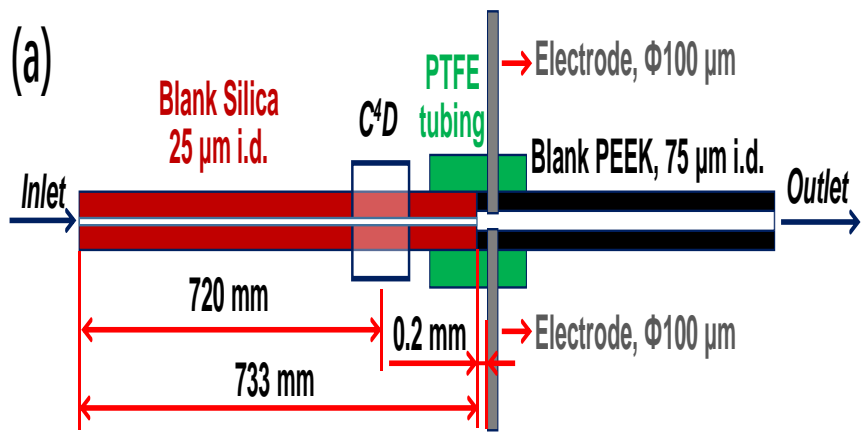 (a)
Blank Silica
25 µm i.d.
C⁴D
PTFE
tubing
Electrode, Φ100 µm
Blank PEEK, 75 µm i.d.
Inlet
Outlet
720 mm
0.2 mm
Electrode, Φ100 µm
733 mm